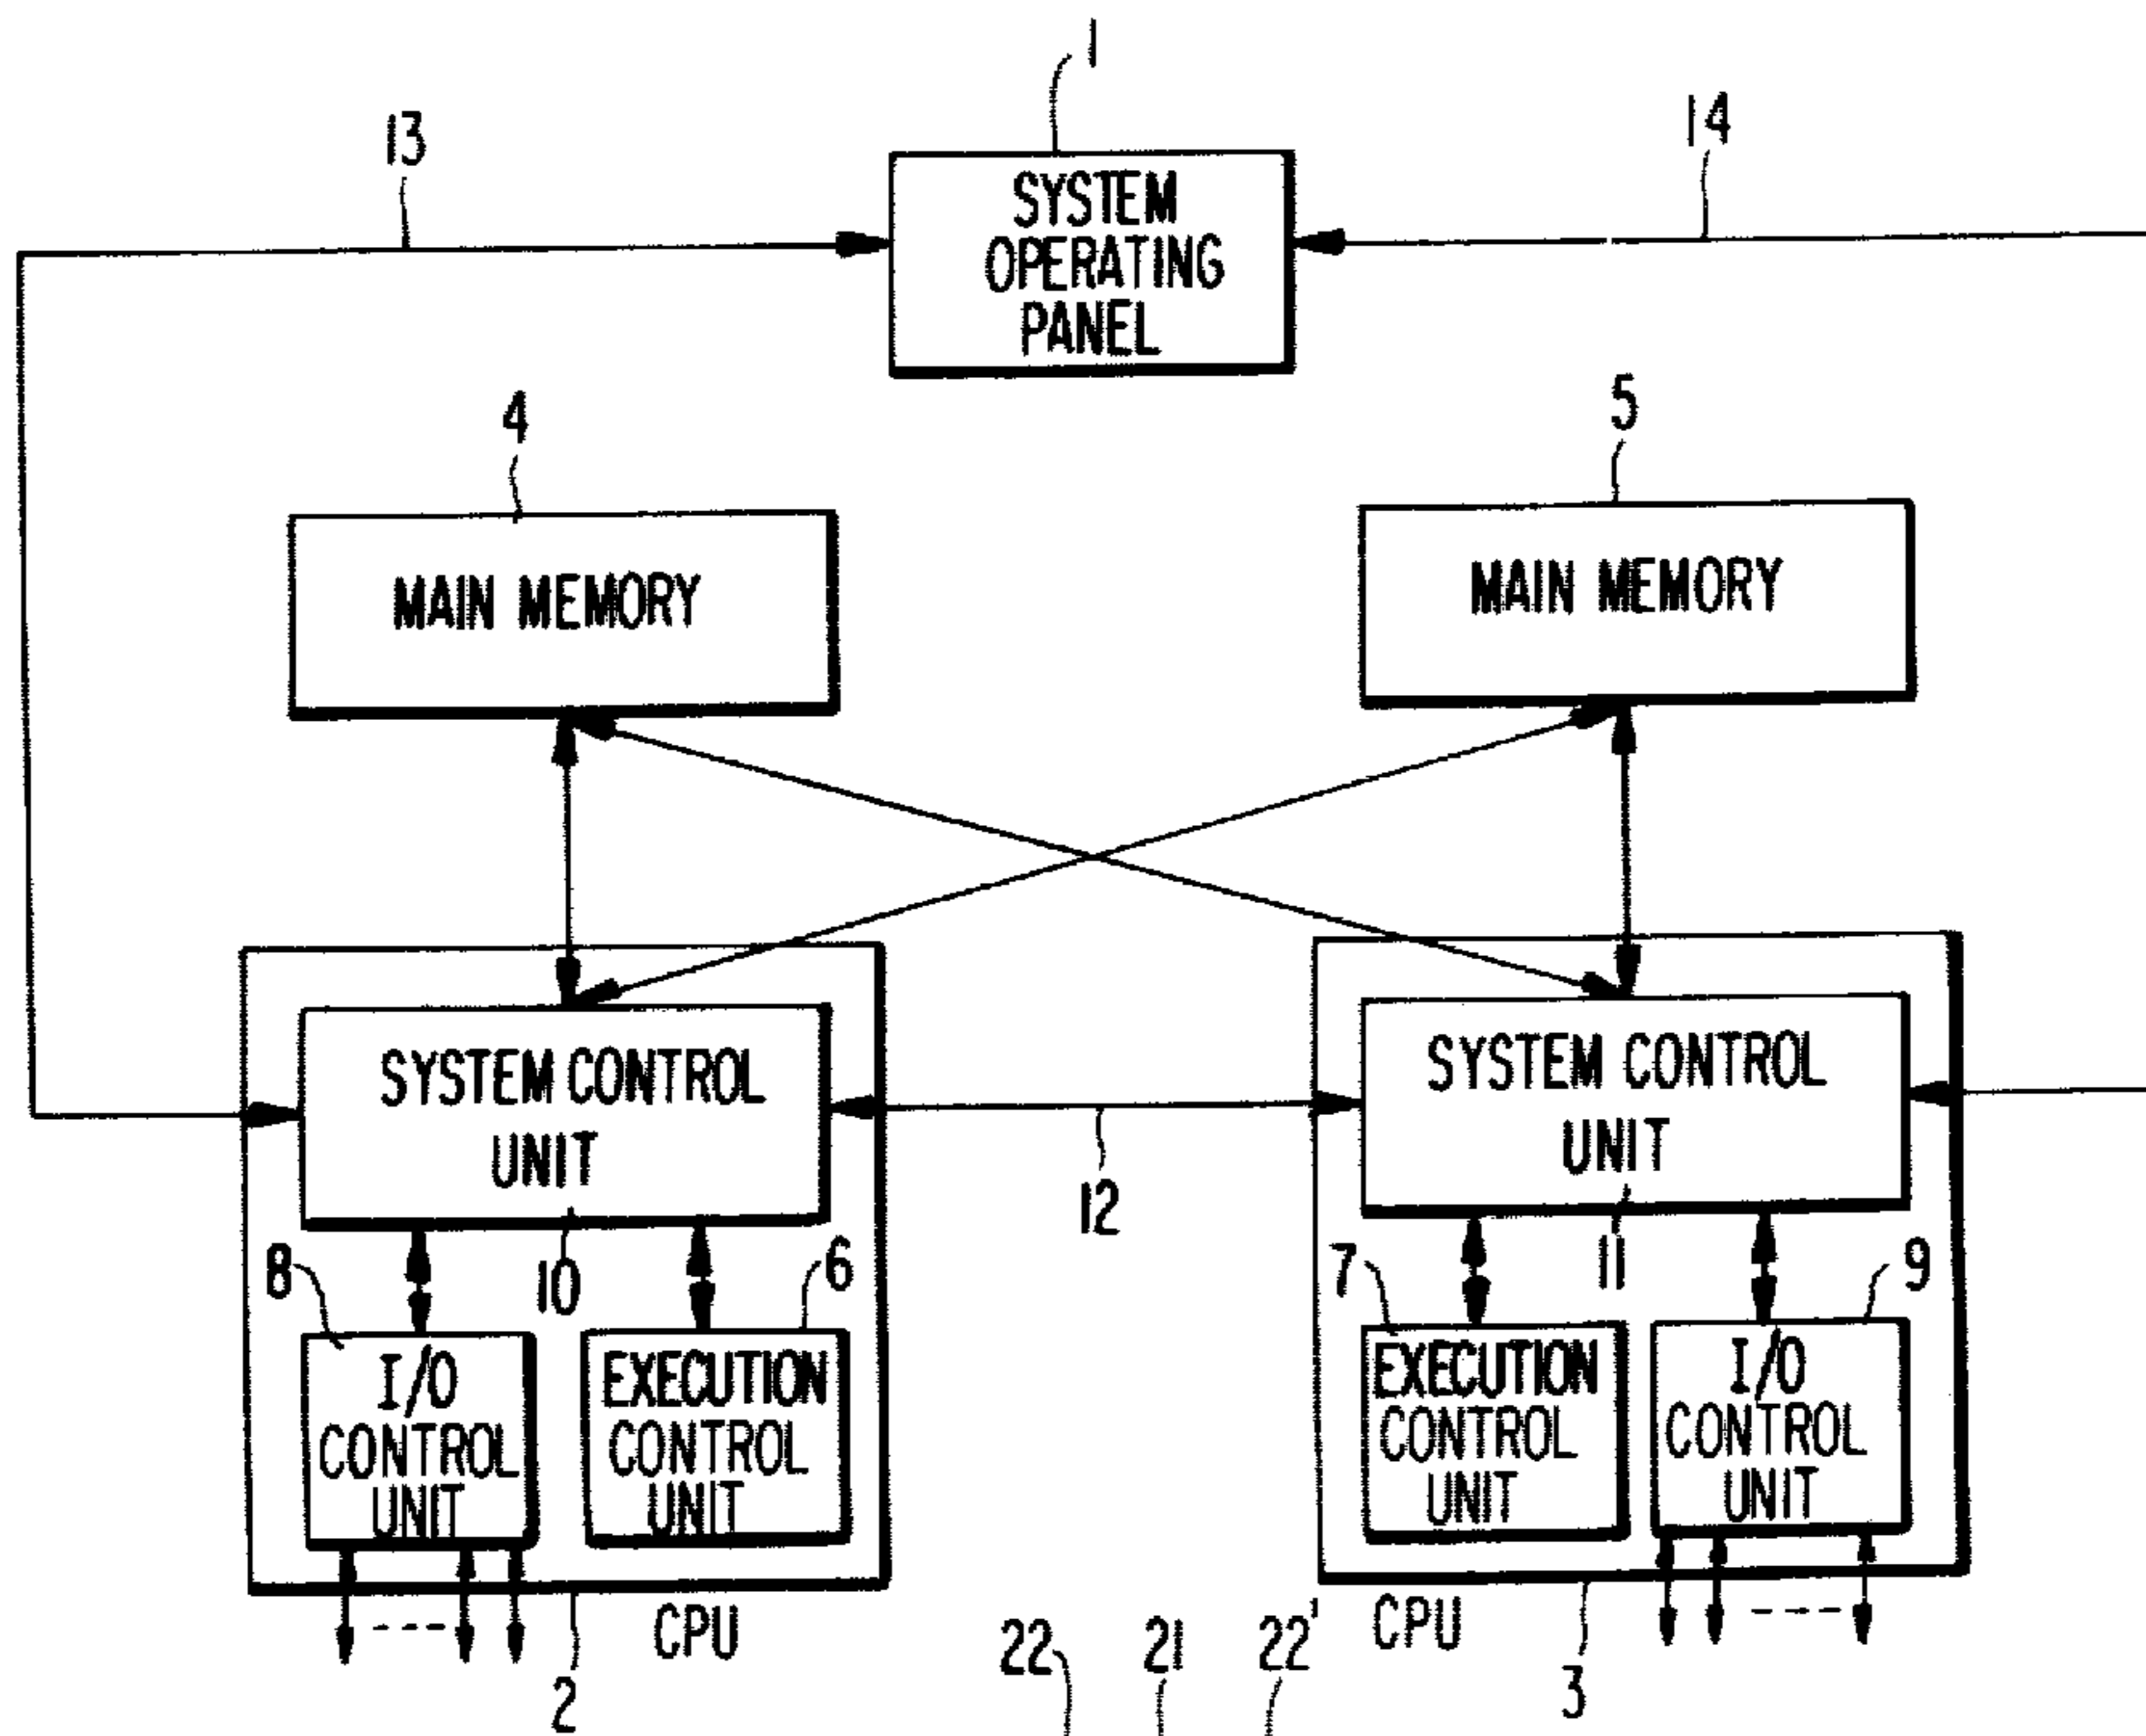 1
13
14
SYSTEM
OPERATING
PANEL
4
5
MAIN MEMORY
MAIN MEMORY
SYSTEM CONTROL
UNIT
SYSTEM CONTROL
UNIT
12
8
10
6
7
11
9
I/O
CONTROL
UNIT
EXECUTION
CONTROL
UNIT
EXECUTION
CONTROL
UNIT
I/O
CONTROL
UNIT
CPU
CPU
2
22
21
22'
3